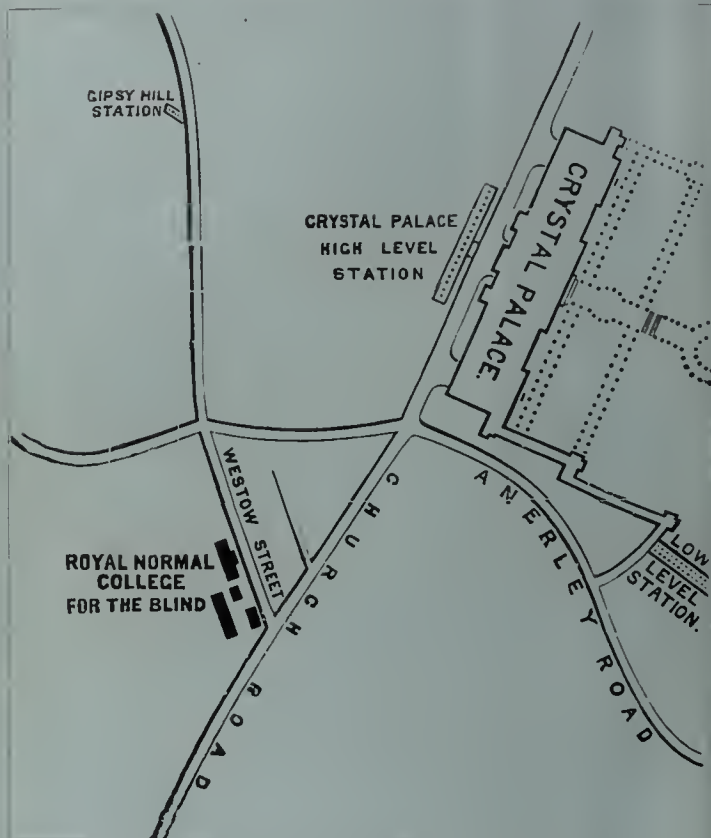 GIPSY HILL
STATION
CRYSTAL PALACE
HIGH LEVEL
STATION
CRYSTAL PALACE.
WESTOW STREET
CHURCH ROAD
ANERLEY ROAD
LOW
LEVEL
STATION.
ROYAL NORMAL
COLLEGE
FOR THE BLIND